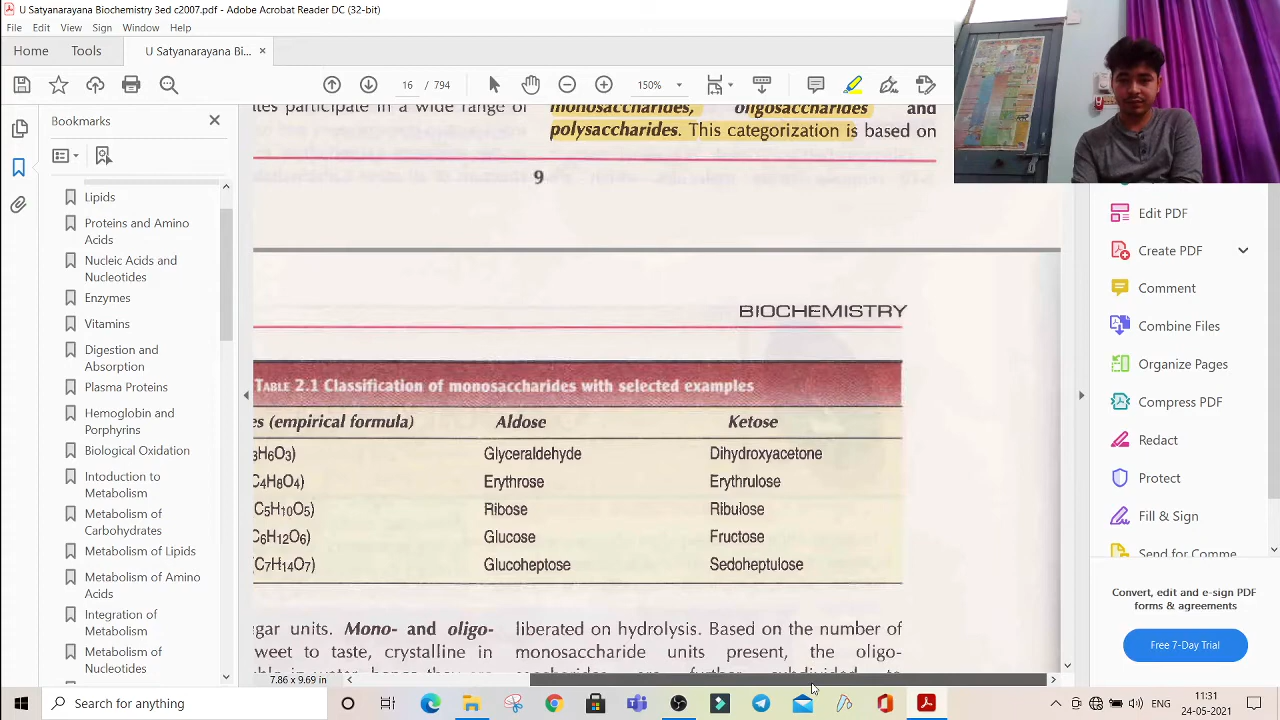 U Satyanarayana Biochemistry 3ed c2007.pdf - Adobe Acrobat Reader DC (32-bit)
File Edit View Sign Window Help
Home Tools U Satyanarayana Bi... ×
16 / 794 150%
Bookmarks
Lipids
Proteins and Amino
Acids
Nucleic Acids and
Nucleotides
Enzymes
Vitamins
Digestion and
Absorption
Plasma Proteins
Hemoglobin and
Porphyrins
Biological Oxidation
Introduction to
Metabolism
Metabolism of
Carbohydrates
Metabolism of Lipids
Metabolism of Amino
Acids
Integration of
Metabolism
Metabolism of
Nucleotides
tes participate in a wide range of
monosaccharides, oligosaccharides and
polysaccharides. This categorization is based on
9
BIOCHEMISTRY
TABLE 2.1 Classification of monosaccharides with selected examples
es (empirical formula) Aldose Ketose
3H6O3) Glyceraldehyde Dihydroxyacetone
C4H8O4) Erythrose Erythrulose
C5H10O5) Ribose Ribulose
C6H12O6) Glucose Fructose
C7H14O7) Glucoheptose Sedoheptulose
gar units. Mono- and oligo-
weet to taste, crystalline in
liberated on hydrolysis. Based on the number of
monosaccharide units present, the oligo-
7.86 x 9.69 in
Edit PDF
Create PDF
Comment
Combine Files
Organize Pages
Compress PDF
Redact
Protect
Fill & Sign
Send for Comme
Convert, edit and e-sign PDF
forms & agreements
Free 7-Day Trial
Search for anything
ENG
11:31
24-05-2021